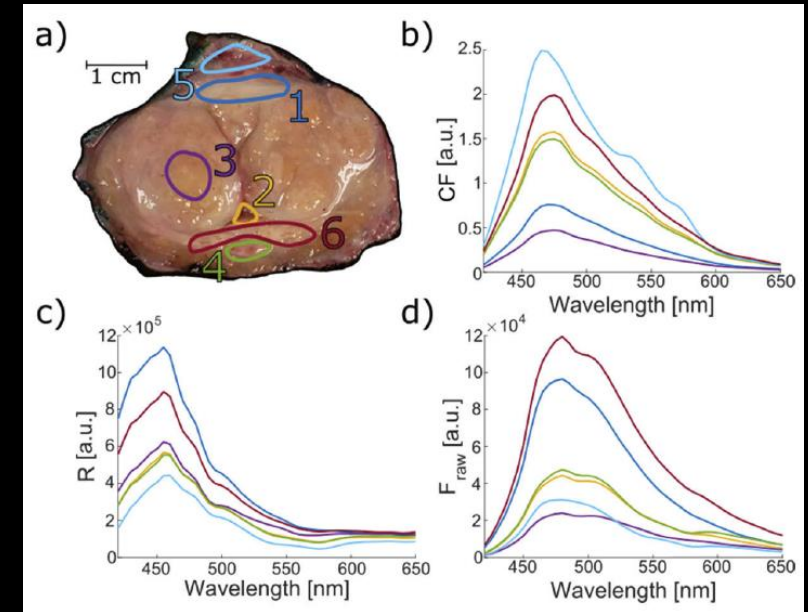 a)
1 cm
5
1
3
2
6
4
b)
2.5
2
1.5
1
0.5
0
CF [a.u.]
450 500 550 600 650
Wavelength [nm]
c)
12 × 10⁵
10
8
6
4
2
0
R [a.u.]
450 500 550 600 650
Wavelength [nm]
d)
12 × 10⁴
10
8
6
4
2
0
F_raw [a.u.]
450 500 550 600 650
Wavelength [nm]